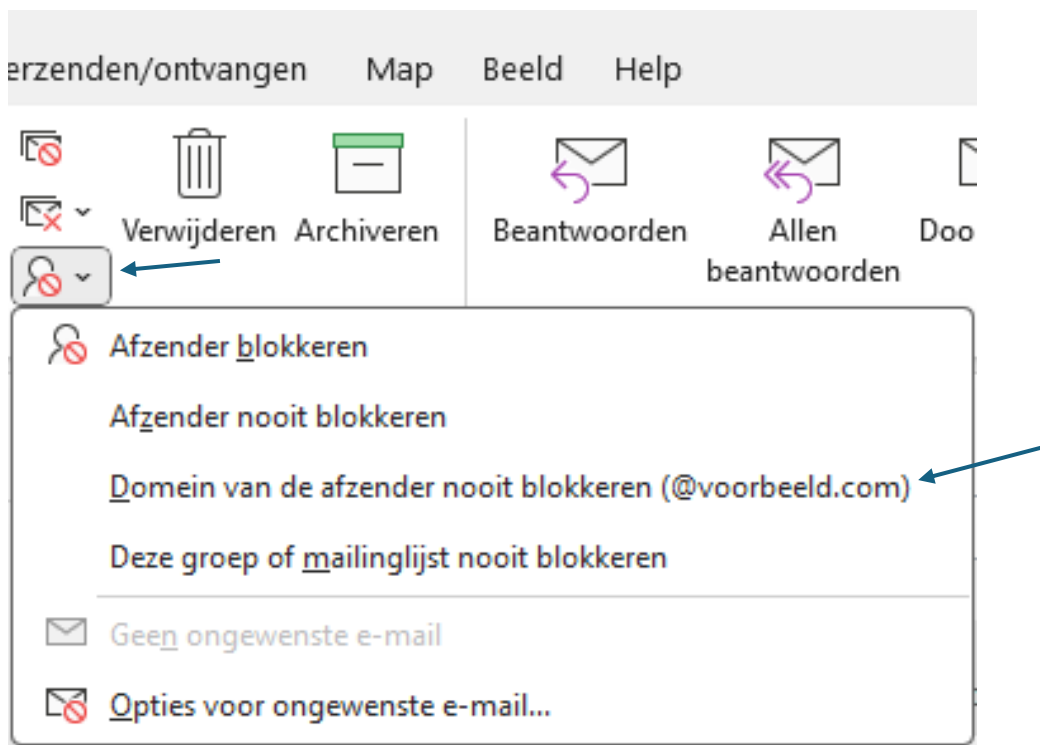 erzenden/ontvangen Map Beeld Help
Verwijderen Archiveren Beantwoorden Allen beantwoorden Doo
Afzender blokkeren
Afzender nooit blokkeren
Domein van de afzender nooit blokkeren (@voorbeeld.com)
Deze groep of mailinglijst nooit blokkeren
Geen ongewenste e-mail
Opties voor ongewenste e-mail...